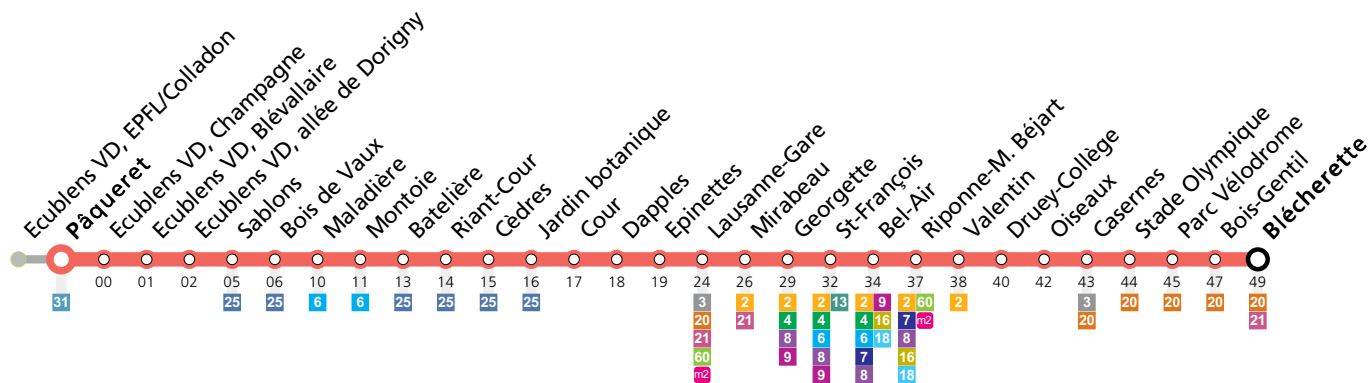 Ecublens VD, EPFL/Colladon
Pâqueret
Ecublens VD, Champagne
Ecublens VD, Blévallaire
Ecublens VD, allée de Dorigny
Sablons
Bois de Vaux
Maladière
Montoie
Batelière
Riant-Cour
Cèdres
Jardin botanique
Cour
Dapples
Epinettes
Lausanne-Gare
Mirabeau
Georgette
St-François
Bel-Air
Riponne-M. Béjart
Valentin
Druey-Collège
Oiseaux
Casernes
Stade Olympique
Parc Vélodrome
Bois-Gentil
Blécherette
00 01 02 05 06 10 11 13 14 15 16 17 18 19 24 26 29 32 34 37 38 40 42 43 44 45 47 49
31 25 25 6 6 25 25 25 25 3 2 2 2 13 2 9 2 60 2 3 20 20 20 20
20 21 4 4 4 16 7 m2 20 21
21 8 6 6 18 8
60 9 8 7 16
m2 9 8 18